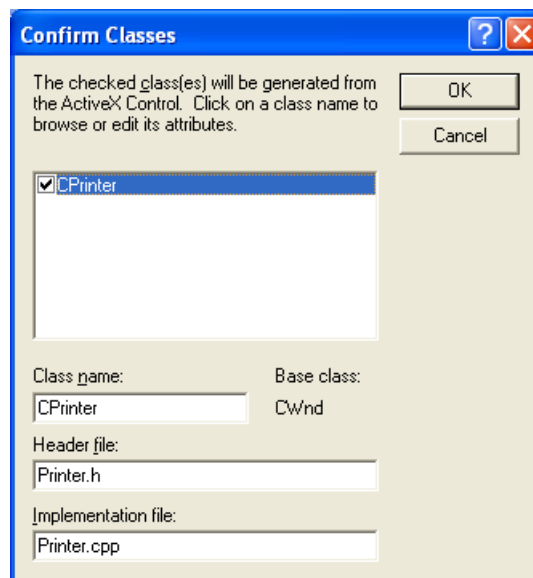 Confirm Classes
The checked class(es) will be generated from
the ActiveX Control. Click on a class name to
browse or edit its attributes.
OK
Cancel
CPrinter
Class name:
Base class:
CPrinter
CWnd
Header file:
Printer.h
Implementation file:
Printer.cpp